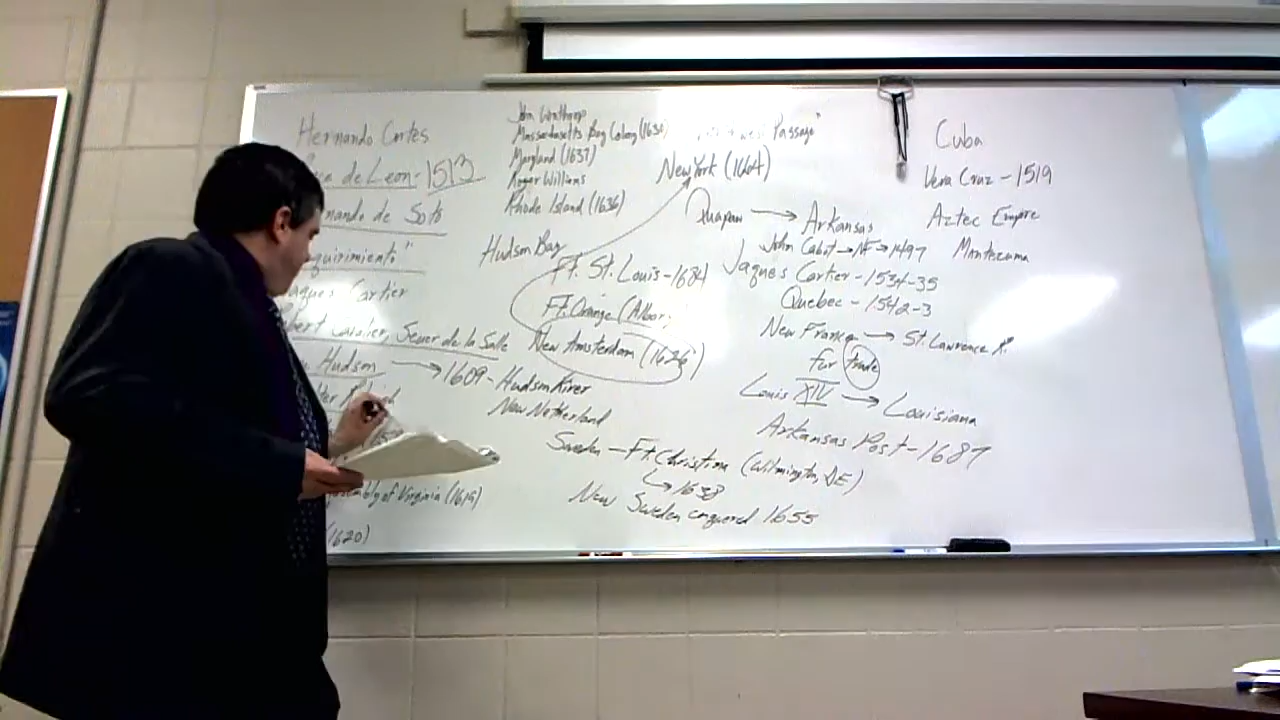 Hernando Cortes
de Leon - 1513
nando de Soto
quirimiento"
aques Cartier
bert Cavalier, Seuer de la Salle
Hudson → 1609 - Hudson River
New Netherland
Assembly of Virginia (1619)
(1620)
John Winthrop
Massachusetts Bay Colony (1630)
Maryland (1637)
Roger Williams
Rhode Island (1636)
Hudson Bay
Ft. St. Louis - 1684
Ft. Orange (Albany)
New Amsterdam (1626)
Sweden - Ft. Christina (Wilmington, DE)
↳ 1638
New Sweden conquered 1655
Passage"
New York (1664)
Quapaw → Arkansas
John Cabot → NF → 1497
Jaques Cartier - 1534-35
Quebec - 1542-3
New France → St. Lawrence R.
fur trade
Louis XIV → Louisiana
Arkansas Post - 1687
Cuba
Vera Cruz - 1519
Aztec Empire
Montezuma